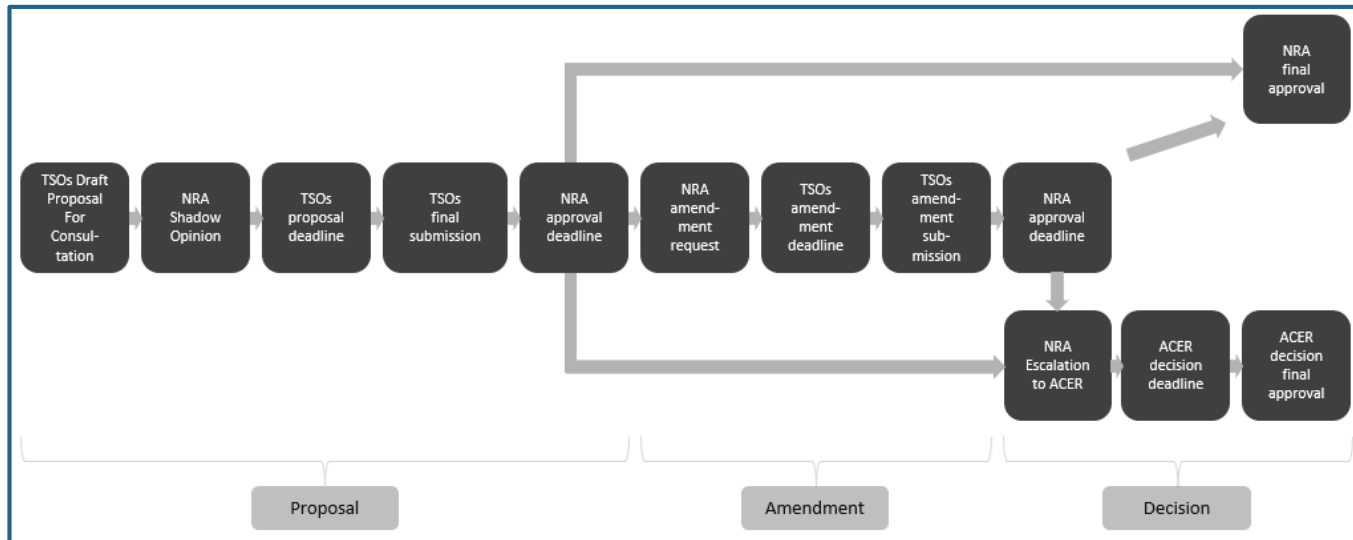 NRA
final
approval
TSOs Draft
Proposal
For
Consul-
tation
NRA
Shadow
Opinion
TSOs
proposal
deadline
TSOs
final
submission
NRA
approval
deadline
NRA
amend-
ment
request
TSOs
amend-
ment
deadline
TSOs
amend-
ment
sub-
mission
NRA
approval
deadline
NRA
Escalation
to ACER
ACER
decision
deadline
ACER
decision
final
approval
Proposal
Amendment
Decision